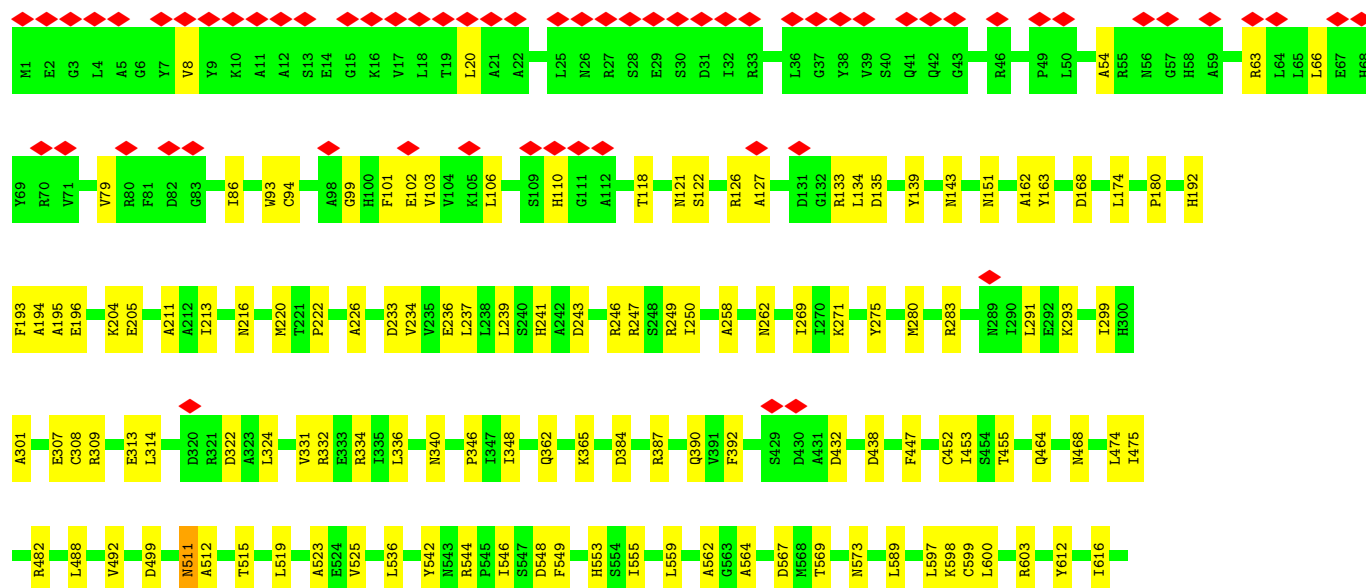 M1 E2 G3 L4 A5 G6 Y7 V8 Y9 K10 A11 A12 S13 E14 G15 K16 V17 L18 T19 L20 A21 A22 L25 N26 R27 S28 E29 S30 D31 I32 R33 L36 G37 Y38 V39 S40 Q41 Q42 G43 R46 P49 L50 A54 R55 N56 G57 H58 A59 R63 L64 L65 L66 E67 H68
Y69 R70 V71 V79 R80 F81 D82 G83 I86 W93 C94 A98 G99 H100 F101 E102 V103 V104 K105 L106 S109 H110 G111 A112 T118 N121 S122 R126 A127 D131 G132 R133 L134 D135 Y139 N143 N151 A162 Y163 D168 L174 P180 H192
F193 A194 A195 E196 K204 E205 A211 A212 I213 N216 M220 T221 P222 A226 D233 V234 V235 E236 L237 L238 L239 S240 H241 A242 D243 R246 R247 S248 R249 I250 A258 N262 I269 I270 K271 Y275 M280 R283 N289 I290 L291 E292 K293 I299 H300
A301 E307 C308 R309 E313 L314 D320 R321 D322 A323 L324 V331 R332 E333 R334 I335 L336 N340 P346 I347 I348 Q362 K365 D384 R387 Q390 V391 F392 S429 D430 A431 D432 D438 F447 C452 I453 S454 T455 Q464 N468 L474 I475
R482 L488 V492 D499 N511 A512 T515 L519 A523 E524 V525 L536 Y542 N543 R544 P545 I546 S547 D548 F549 H553 S554 I555 L559 A562 G563 A564 D567 M568 T569 N573 L589 L597 K598 C599 L600 R603 Y612 I616